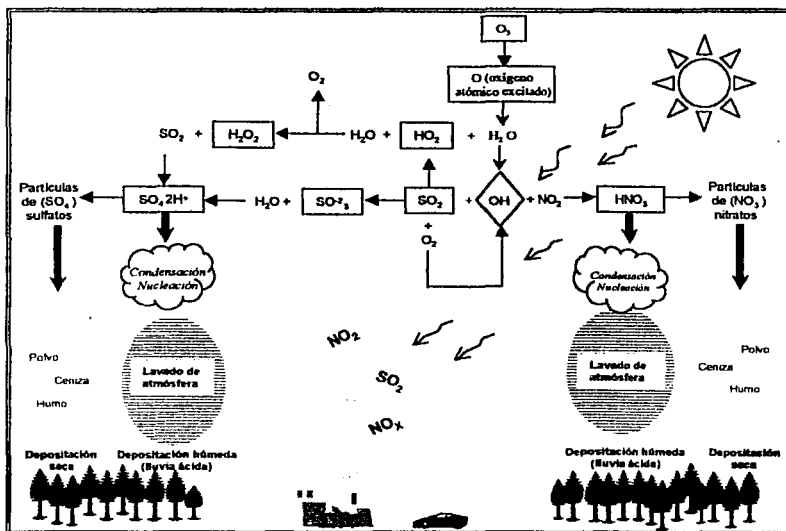 O₃
O (oxígeno
atómico excitado)
O₂
SO₂ + H₂O₂ H₂O + HO₂ + H₂O
Partículas
de (SO₄)
sulfatos
SO₄ 2H⁺ H₂O + SO⁻²₃ SO₂ + OH + NO₂ HNO₃
Partículas
de (NO₃)
nitratos
+
O₂
Condensación
Nucleación
Condensación
Nucleación
Polvo
Ceniza
Humo
Lavado de
atmósfera
NO₂
SO₂
NOx
Lavado de
atmósfera
Polvo
Ceniza
Humo
Depositación
seca
Depositación húmeda
(lluvia ácida)
Depositación húmeda
(lluvia ácida)
Depositación
seca